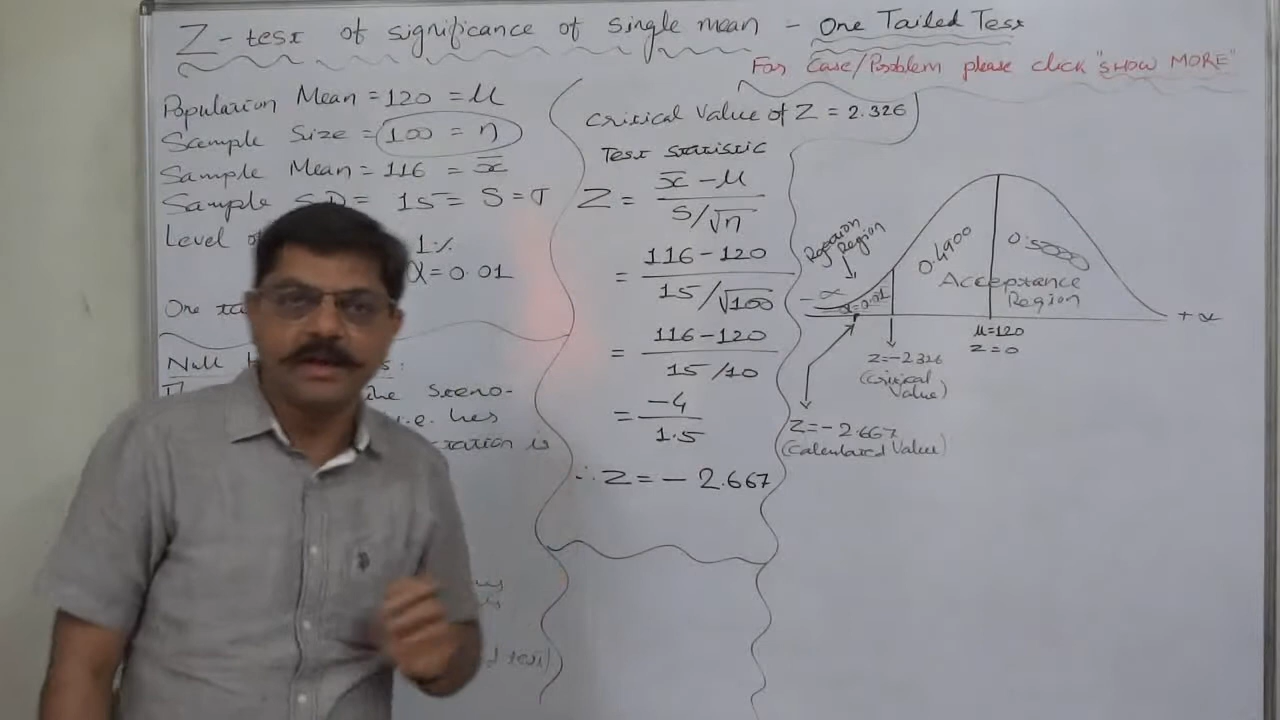 Z-test of significance of single mean - One Tailed Test
For Case/Problem please click "SHOW MORE"
Population Mean = 120 = μ
Sample Size = 100 = n
Sample Mean = 116 = x̅
Sample S.D = 15 = S = σ
Level of 1%
α = 0.01
One ta
Null H s:
the steno-
i.e. her
tration is
d test)
Critical Value of Z = 2.326
Test statistic
Z = x̅ - μ / S/√n
= 116-120 / 15/√100
= 116-120 / 15/10
= -4 / 1.5
∴ Z = - 2.667
Rejection
Region
0.4900
0.5000
Acceptance
Region
- α
α=0.01
+ α
μ=120
Z=0
Z=-2.326
(Critical
Value)
Z=-2.667
(Calculated Value)